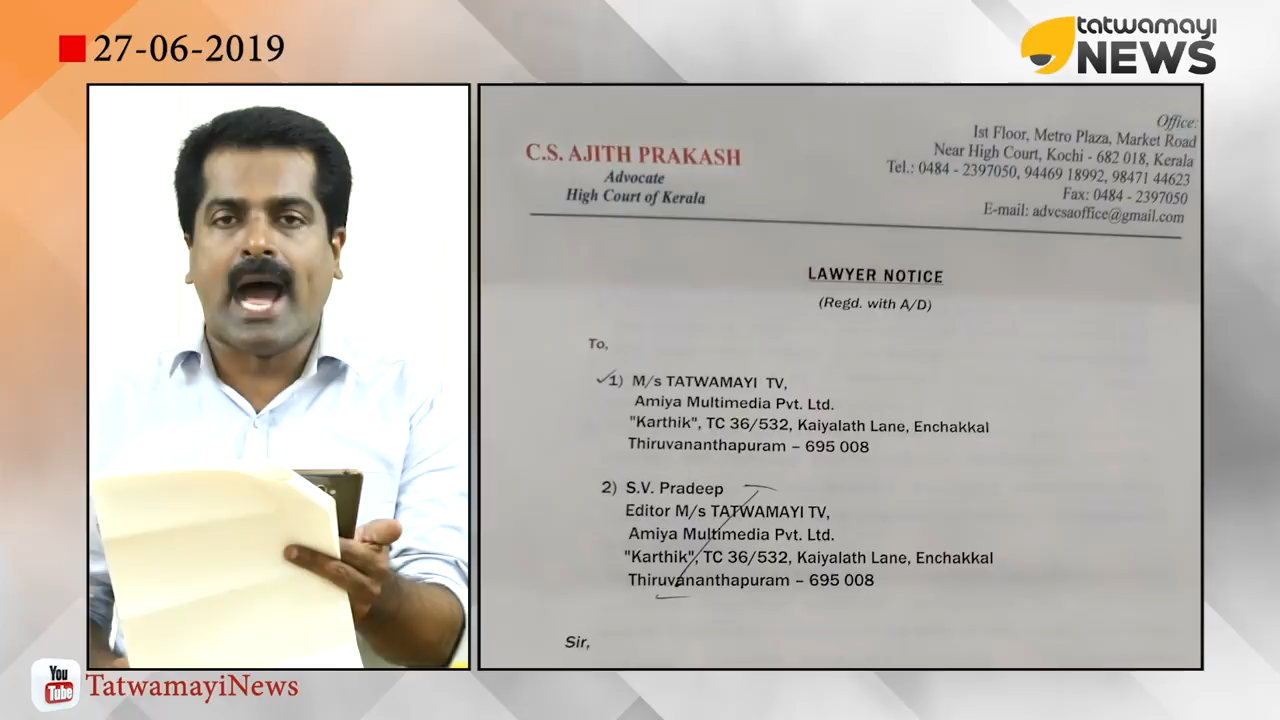 27-06-2019
tatwamayi
NEWS
C.S. AJITH PRAKASH
Advocate
High Court of Kerala
Office:
Ist Floor, Metro Plaza, Market Road
Near High Court, Kochi - 682 018, Kerala
Tel.: 0484 - 2397050, 94469 18992, 98471 44623
Fax: 0484 - 2397050
E-mail: advcsaoffice@gmail.com
LAWYER NOTICE
(Regd. with A/D)
To,
1) M/s TATWAMAYI TV,
Amiya Multimedia Pvt. Ltd.
"Karthik", TC 36/532, Kaiyalath Lane, Enchakkal
Thiruvananthapuram – 695 008
2) S.V. Pradeep
Editor M/s TATWAMAYI TV,
Amiya Multimedia Pvt. Ltd.
"Karthik", TC 36/532, Kaiyalath Lane, Enchakkal
Thiruvananthapuram – 695 008
Sir,
You
Tube
TatwamayiNews